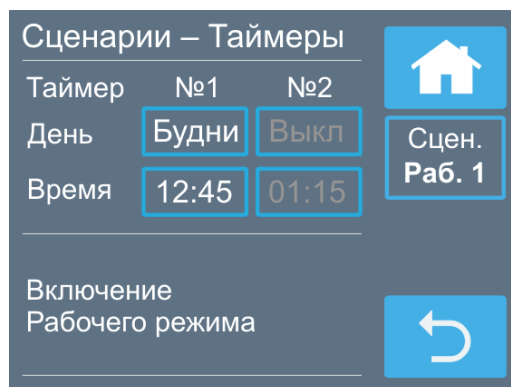 Сценарии – Таймеры
Таймер №1 №2
День Будни Выкл
Время 12:45 01:15
Сцен.
Раб. 1
Включение
Рабочего режима